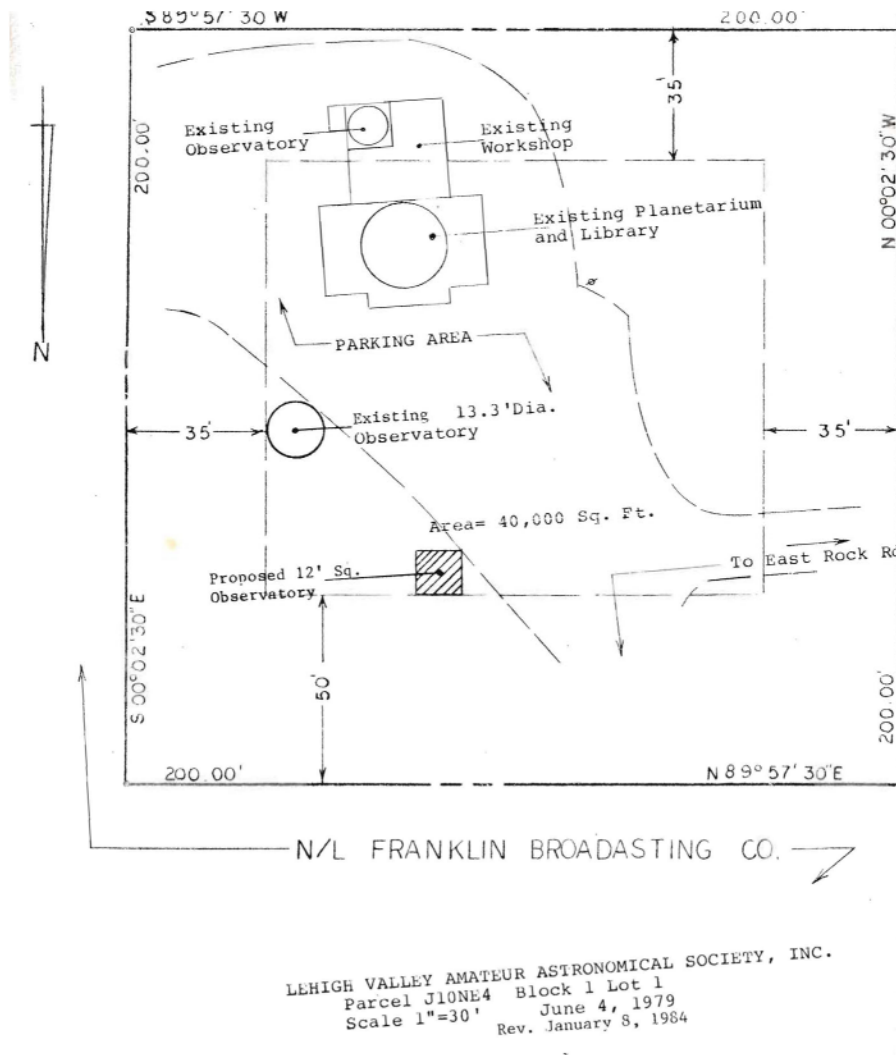 S 89° 57' 30" W
200.00'
200.00'
35'
N 00° 02' 30" W
Existing
Observatory
Existing
Workshop
Existing Planetarium
and Library
N
PARKING AREA
35'
Existing 13.3'Dia.
Observatory
35'
Area= 40,000 Sq. Ft.
Proposed 12' Sq.
Observatory
To East Rock Rd
S 00° 02' 30" E
50'
200.00'
200.00'
N 89° 57' 30" E
N/L FRANKLIN BROADASTING CO.
LEHIGH VALLEY AMATEUR ASTRONOMICAL SOCIETY, INC.
Parcel J10NE4 Block 1 Lot 1
Scale 1"=30' June 4, 1979
Rev. January 8, 1984